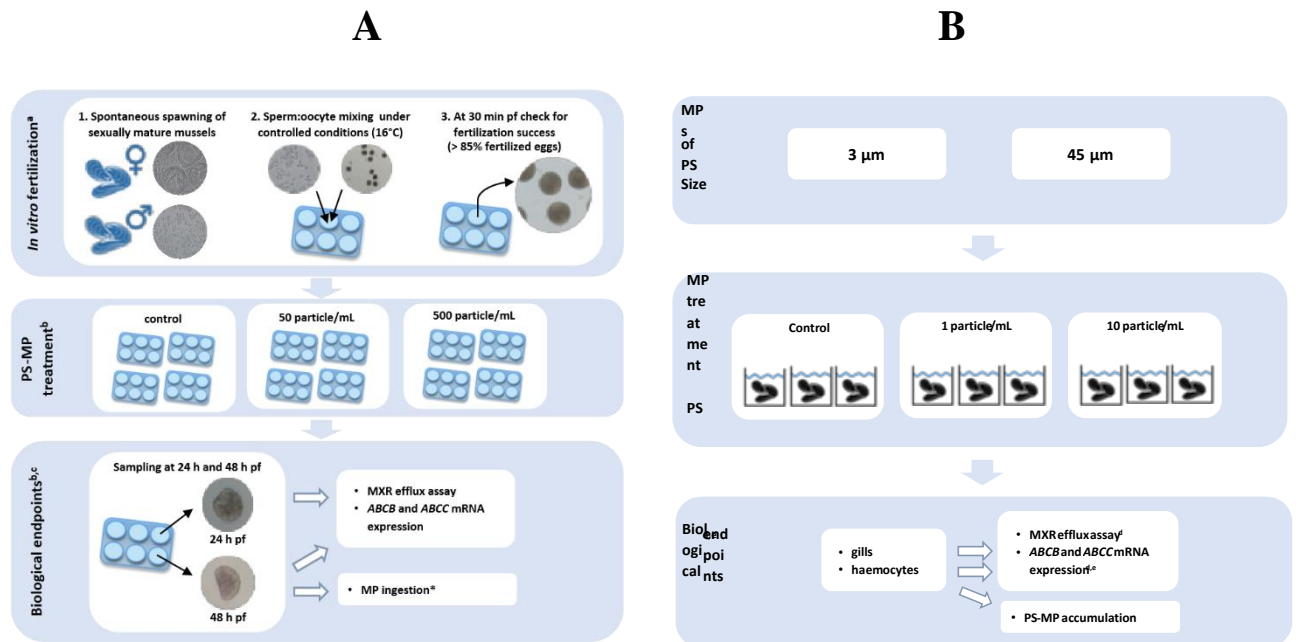 A
B
In vitro fertilizationᵃ
1. Spontaneous spawning of
sexually mature mussels
2. Sperm:oocyte mixing under
controlled conditions (16°C)
3. At 30 min pf check for
fertilization success
(> 85% fertilized eggs)
PS-MP
treatmentᵇ
control
50 particle/mL
500 particle/mL
Biological endpointsᵇ,ᶜ
Sampling at 24 h and 48 h pf
24 h pf
48 h pf
• MXR efflux assay
• ABCB and ABCC mRNA
expression
• MP ingestion*
MP
s
of
PS
Size
3 µm
45 µm
MP
tre
at
me
nt
PS
Control
1 particle/mL
10 particle/mL
Biol
ogi
cal
end
poi
nts
• gills
• haemocytes
• MXR efflux assayᵈ
• ABCB and ABCC mRNA
expression
• PS-MP accumulation